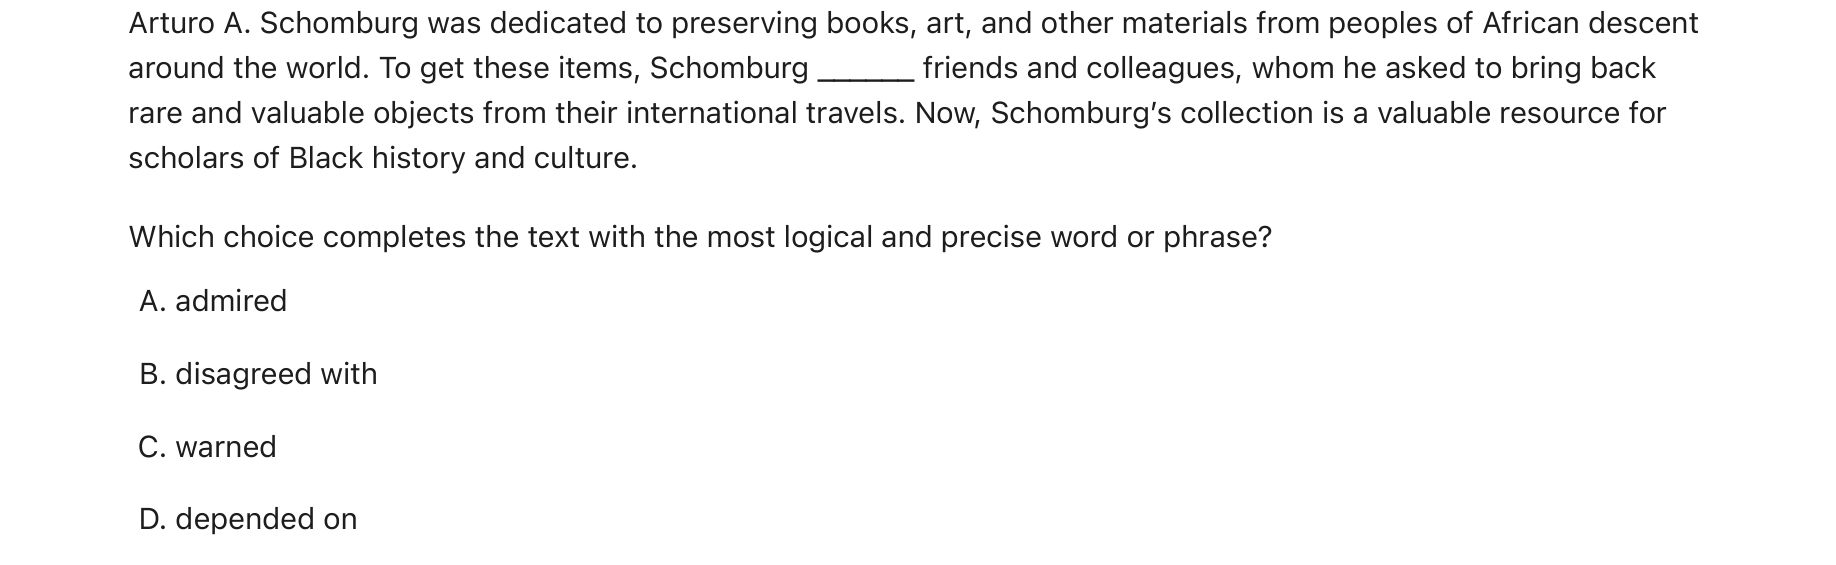 Arturo A. Schomburg was dedicated to preserving books, art, and other materials from peoples of African descent
around the world. To get these items, Schomburg ______ friends and colleagues, whom he asked to bring back
rare and valuable objects from their international travels. Now, Schomburg’s collection is a valuable resource for
scholars of Black history and culture.
Which choice completes the text with the most logical and precise word or phrase?
A. admired
B. disagreed with
C. warned
D. depended on